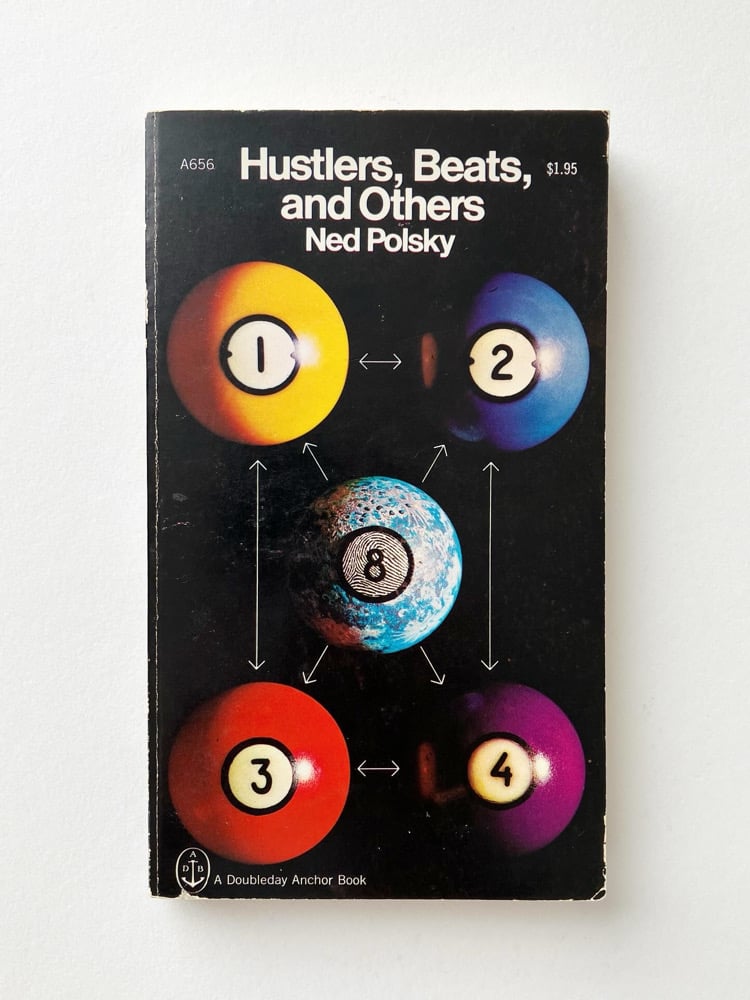 A656
Hustlers, Beats,
and Others
$1.95
Ned Polsky
1
2
8
3
4
A
D B
A Doubleday Anchor Book